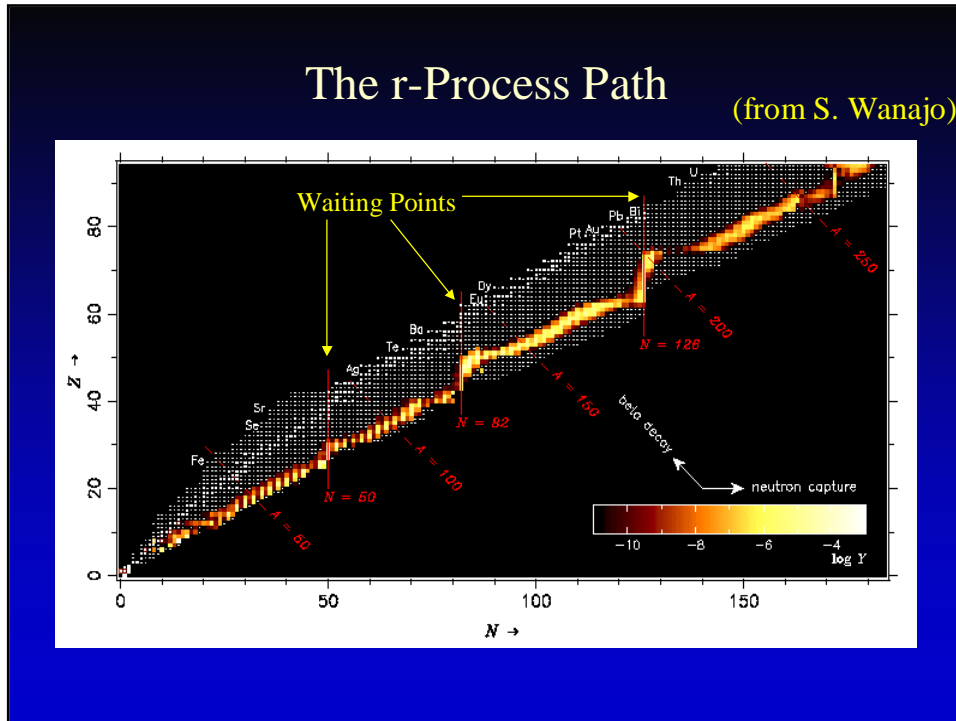 The r-Process Path
(from S. Wanajo)
Waiting Points
U
Th
Bi
Pb
Au
Pt
Dy
Eu
Ba
Te
Ag
Sr
Se
Fe
A = 250
A = 200
A = 150
A = 100
A = 50
N = 126
N = 82
N = 50
beta decay
neutron capture
-10 -8 -6 -4
log Y
80
60
40
20
0
Z →
0 50 100 150
N →